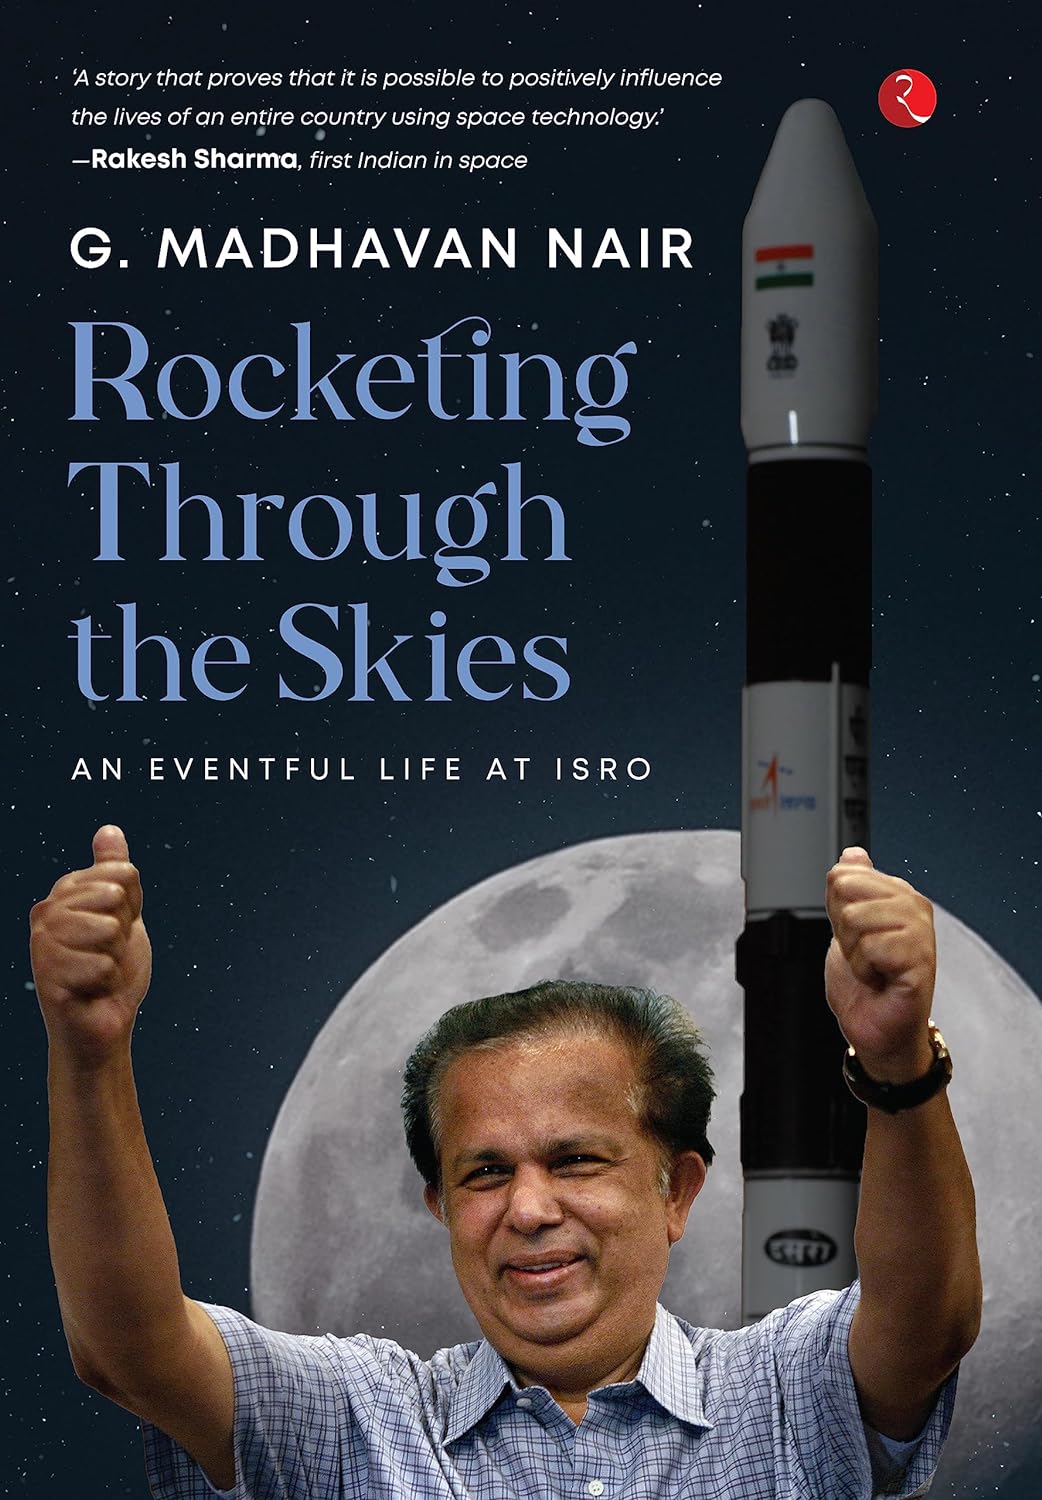 ‘A story that proves that it is possible to positively influence
the lives of an entire country using space technology.’
—Rakesh Sharma, first Indian in space
G. MADHAVAN NAIR
Rocketing
Through
the Skies
AN EVENTFUL LIFE AT ISRO
isro